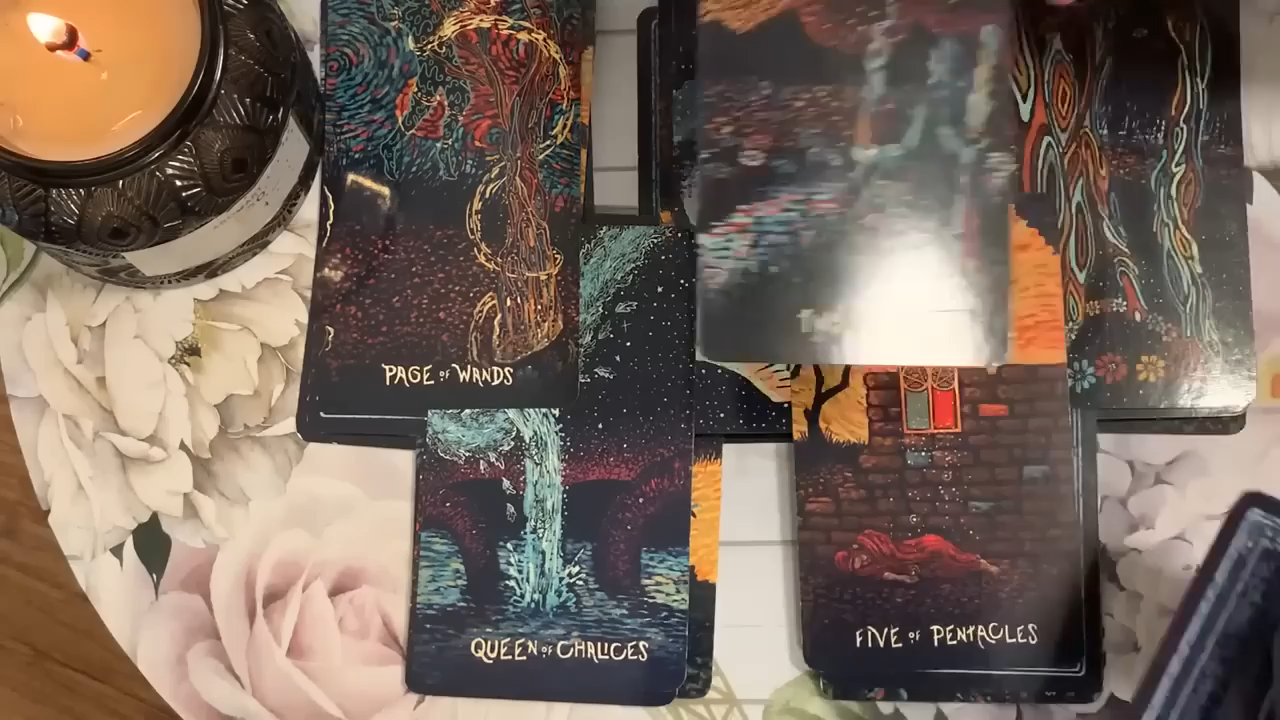 PAGE OF WANDS
QUEEN OF CHALICES
FIVE OF PENTACLES